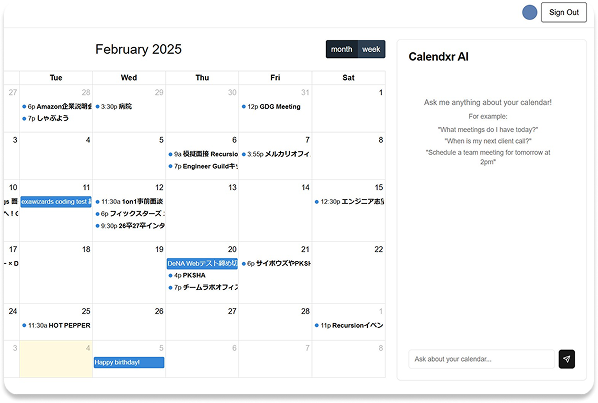 Sign Out
February 2025
month
week
Tue
Wed
Thu
Fri
Sat
27
28
29
30
31
1
6p Amazon企業説明会
7p しゃぶよう
3:30p 病院
12p GDG Meeting
3
4
5
6
7
8
9a 模擬面接 Recursio
7p Engineer Guildキッ
3:55p メルカリオフィ
10
11
12
13
14
15
exawizards coding test
11:30a 1on1事前面談
6p フィックスターズ
9:30p 26卒27卒インタ
12:30p エンジニア志
17
18
19
20
21
22
DeNA Webテスト締め切
4p PKSHA
7p チームラボオフィス
6p サイボウズやPKSH
24
25
26
27
28
1
11:30a HOT PEPPER
11p Recursionイベン
3
4
5
6
7
8
Happy birthday!
Calendxr AI
Ask me anything about your calendar!
For example:
"What meetings do I have today?"
"When is my next client call?"
"Schedule a team meeting for tomorrow at
2pm"
Ask about your calendar...